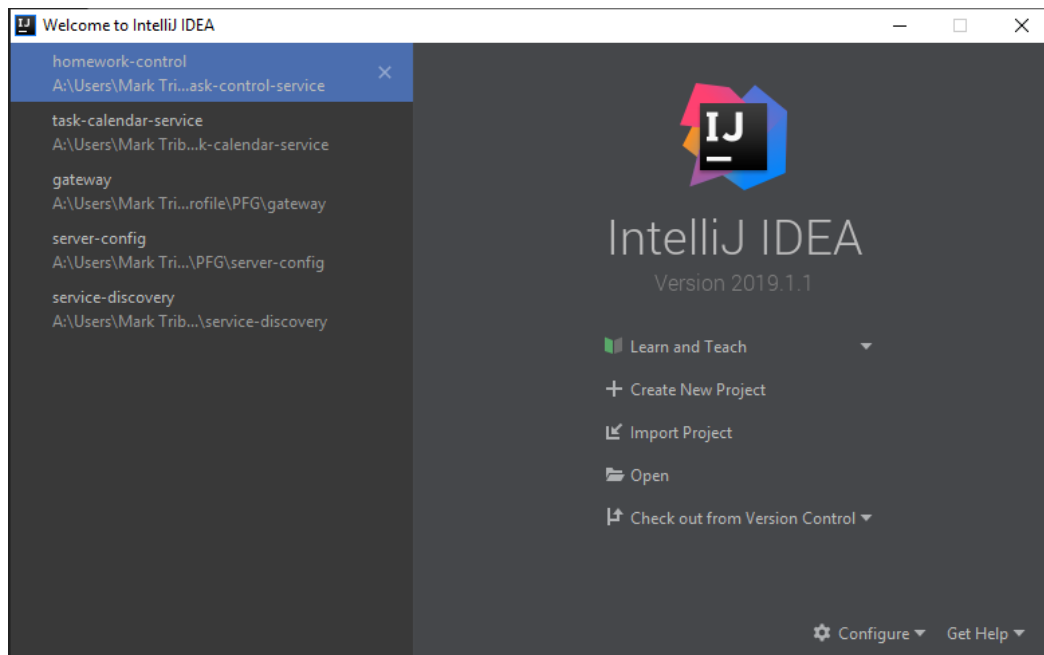 Welcome to IntelliJ IDEA
homework-control
A:\Users\Mark Tri...ask-control-service
task-calendar-service
A:\Users\Mark Trib...k-calendar-service
gateway
A:\Users\Mark Tri...rofile\PFG\gateway
server-config
A:\Users\Mark Tri...\PFG\server-config
service-discovery
A:\Users\Mark Trib...\service-discovery
IJ
IntelliJ IDEA
Version 2019.1.1
Learn and Teach
Create New Project
Import Project
Open
Check out from Version Control
Configure Get Help